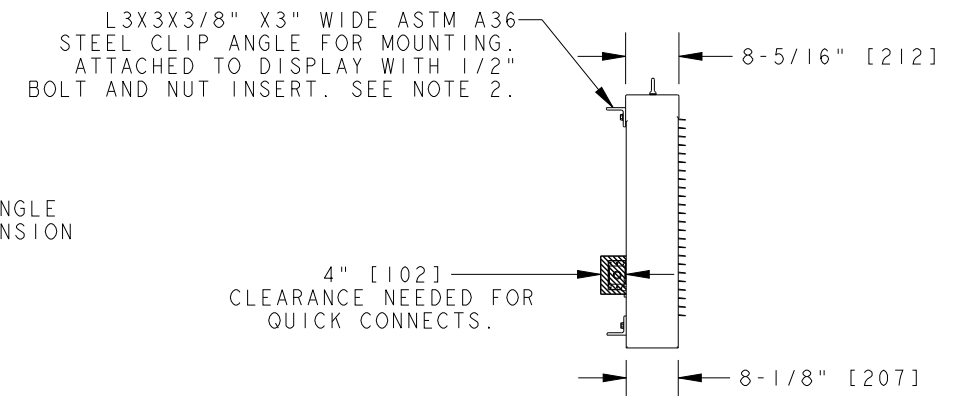 L3X3X3/8" X3" WIDE ASTM A36
STEEL CLIP ANGLE FOR MOUNTING.
ATTACHED TO DISPLAY WITH 1/2"
BOLT AND NUT INSERT. SEE NOTE 2.
8-5/16" [212]
NGLE
NSION
4" [102]
CLEARANCE NEEDED FOR
QUICK CONNECTS.
8-1/8" [207]